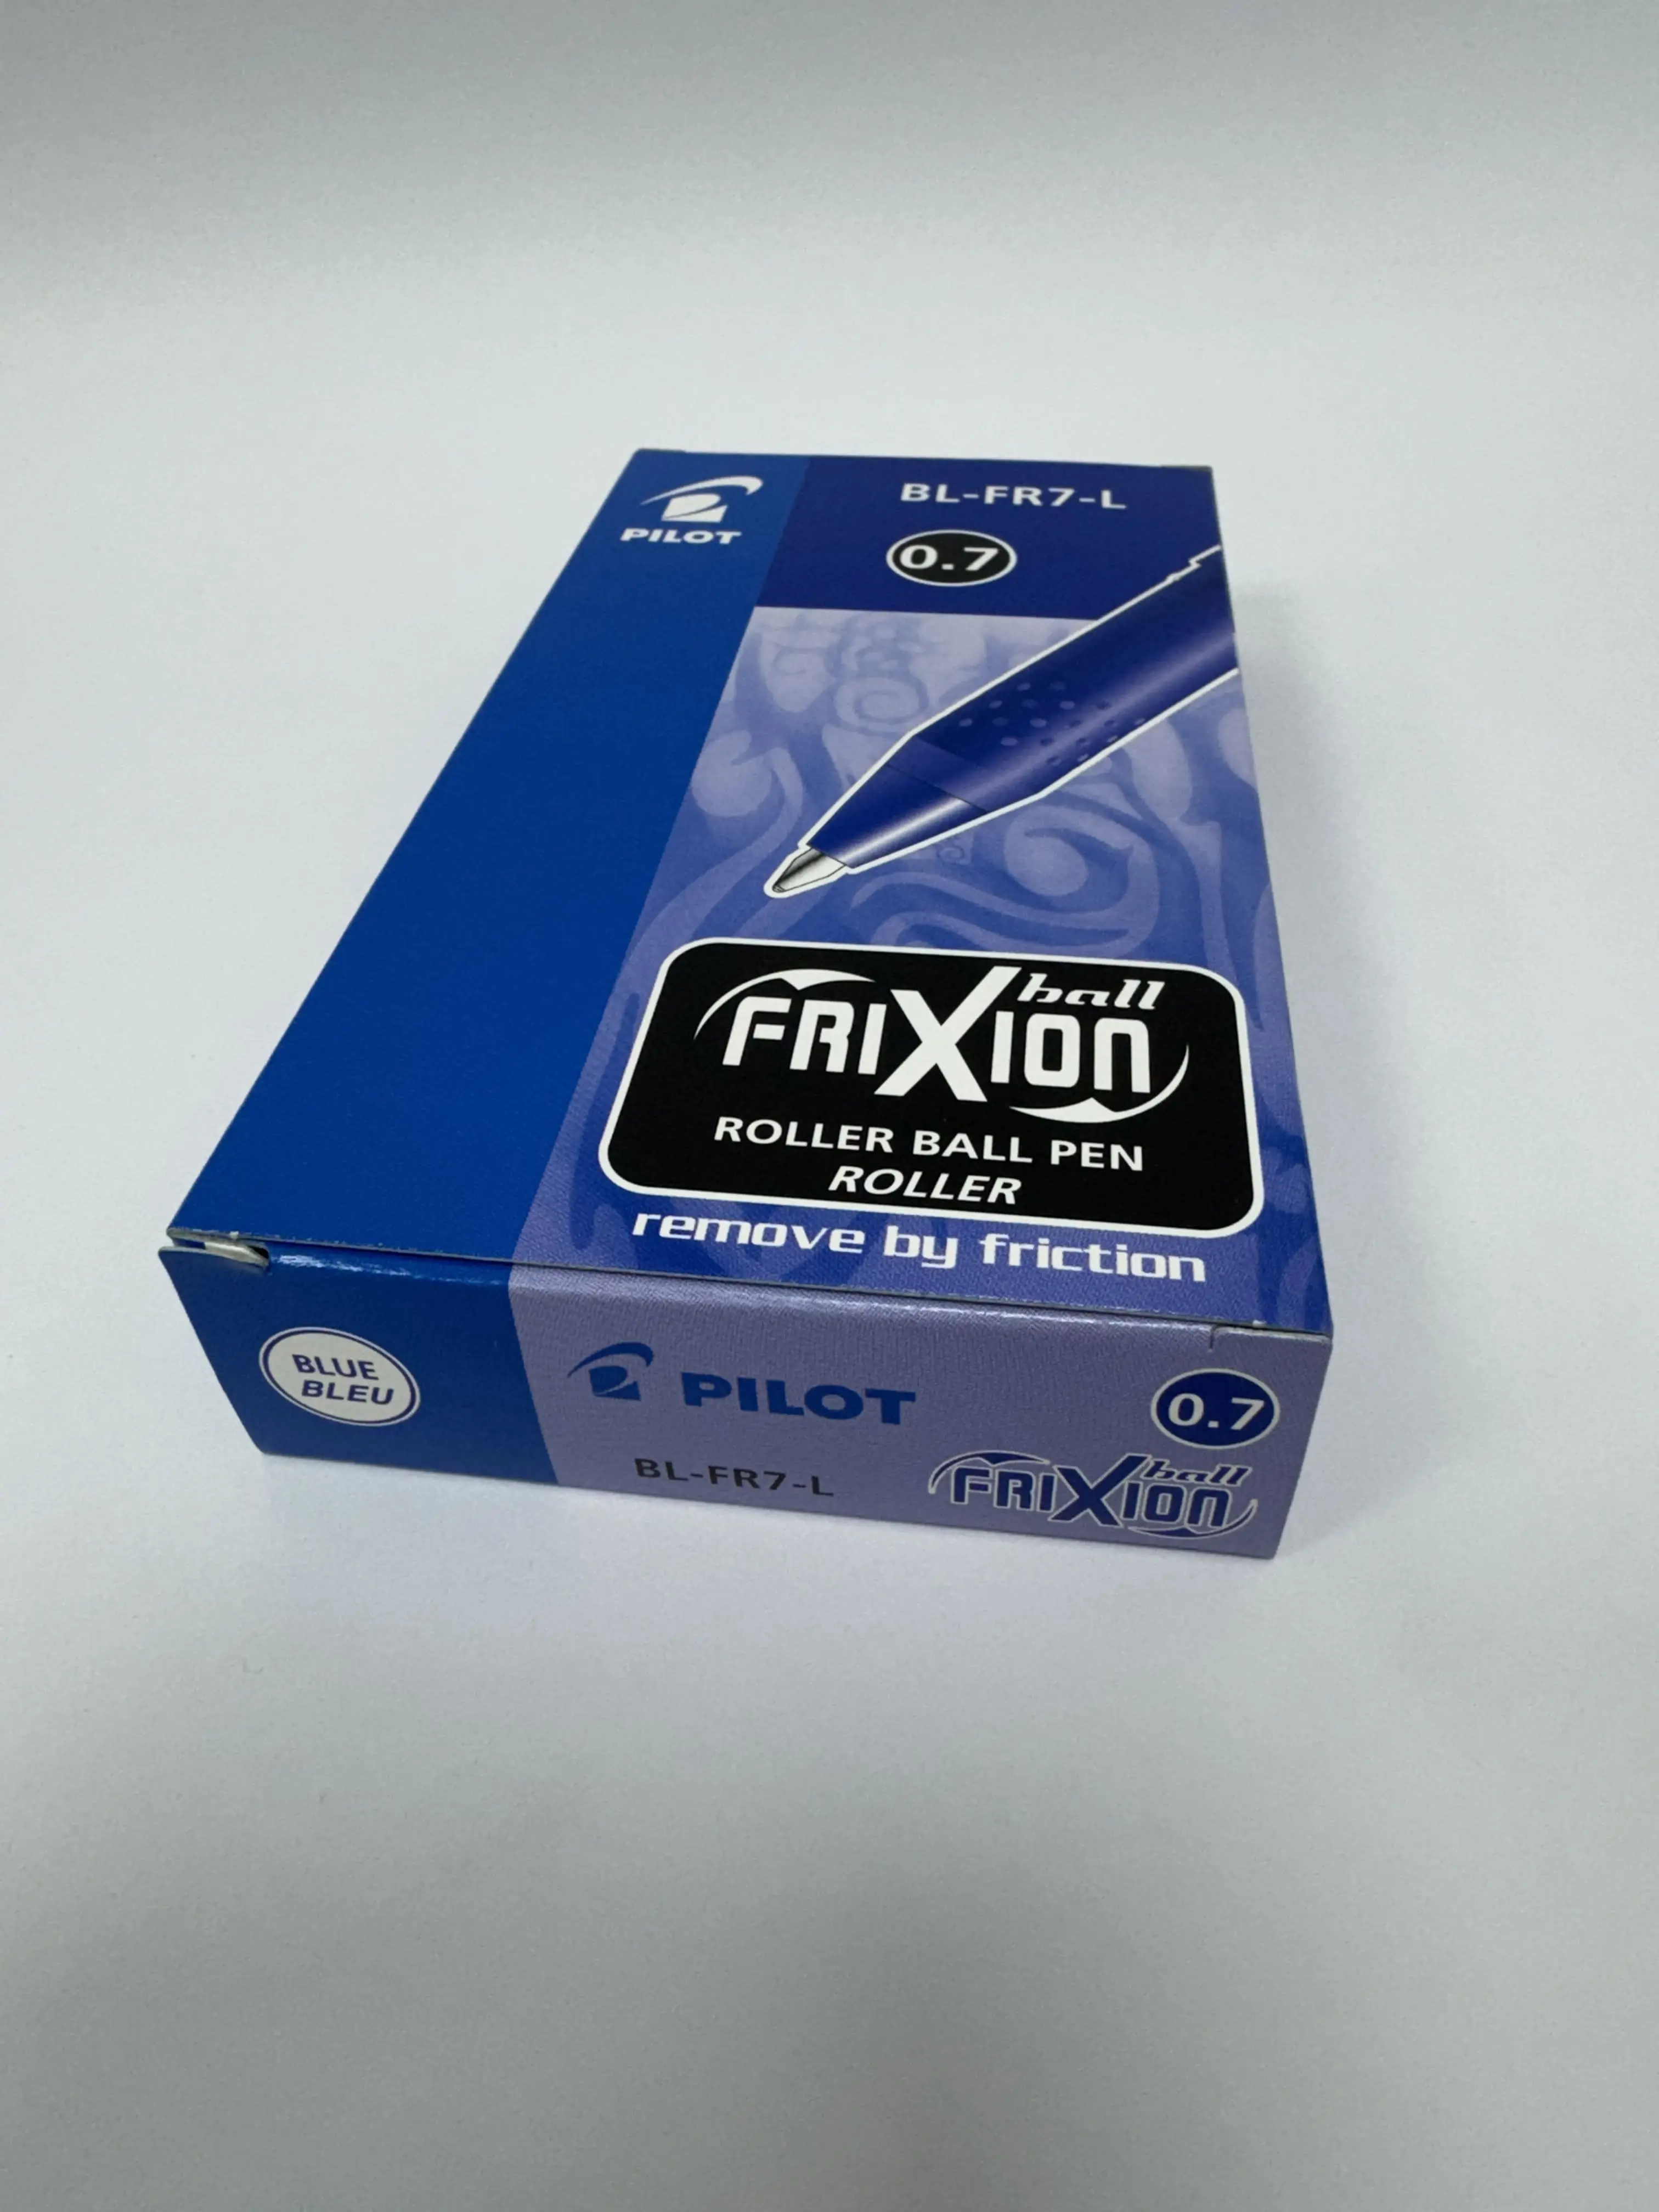 PILOT
BL-FR7-L
0.7
ball
FRIXION
ROLLER BALL PEN
ROLLER
remove by friction
BLUE
BLEU
PILOT
0.7
BL-FR7-L
ball
FRIXION